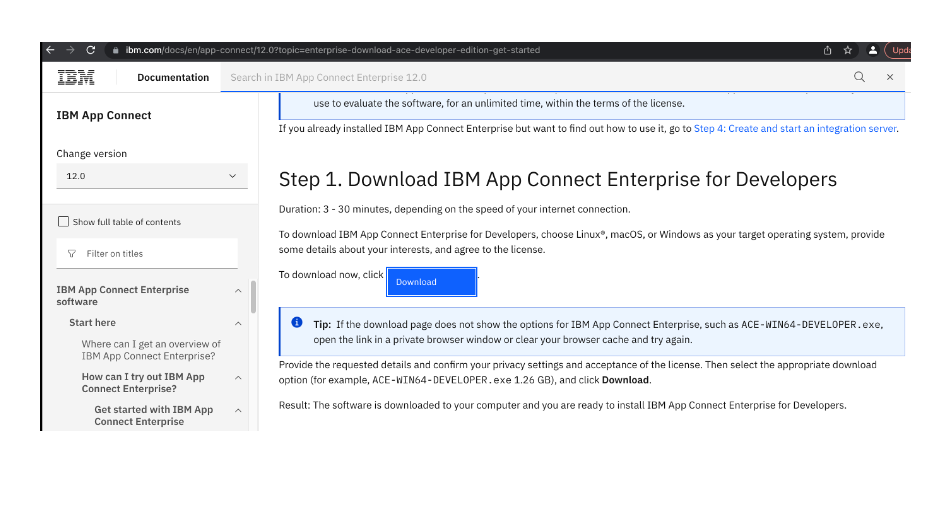 ibm.com/docs/en/app-connect/12.0?topic=enterprise-download-ace-developer-edition-get-started
IBM
Documentation
Search in IBM App Connect Enterprise 12.0
IBM App Connect
Change version
12.0
Show full table of contents
Filter on titles
IBM App Connect Enterprise
software
Start here
Where can I get an overview of
IBM App Connect Enterprise?
How can I try out IBM App
Connect Enterprise?
Get started with IBM App
Connect Enterprise
use to evaluate the software, for an unlimited time, within the terms of the license.
If you already installed IBM App Connect Enterprise but want to find out how to use it, go to Step 4: Create and start an integration server.
Step 1. Download IBM App Connect Enterprise for Developers
Duration: 3 - 30 minutes, depending on the speed of your internet connection.
To download IBM App Connect Enterprise for Developers, choose Linux®, macOS, or Windows as your target operating system, provide
some details about your interests, and agree to the license.
To download now, click Download.
Tip: If the download page does not show the options for IBM App Connect Enterprise, such as ACE-WIN64-DEVELOPER.exe,
open the link in a private browser window or clear your browser cache and try again.
Provide the requested details and confirm your privacy settings and acceptance of the license. Then select the appropriate download
option (for example, ACE-WIN64-DEVELOPER.exe 1.26 GB), and click Download.
Result: The software is downloaded to your computer and you are ready to install IBM App Connect Enterprise for Developers.